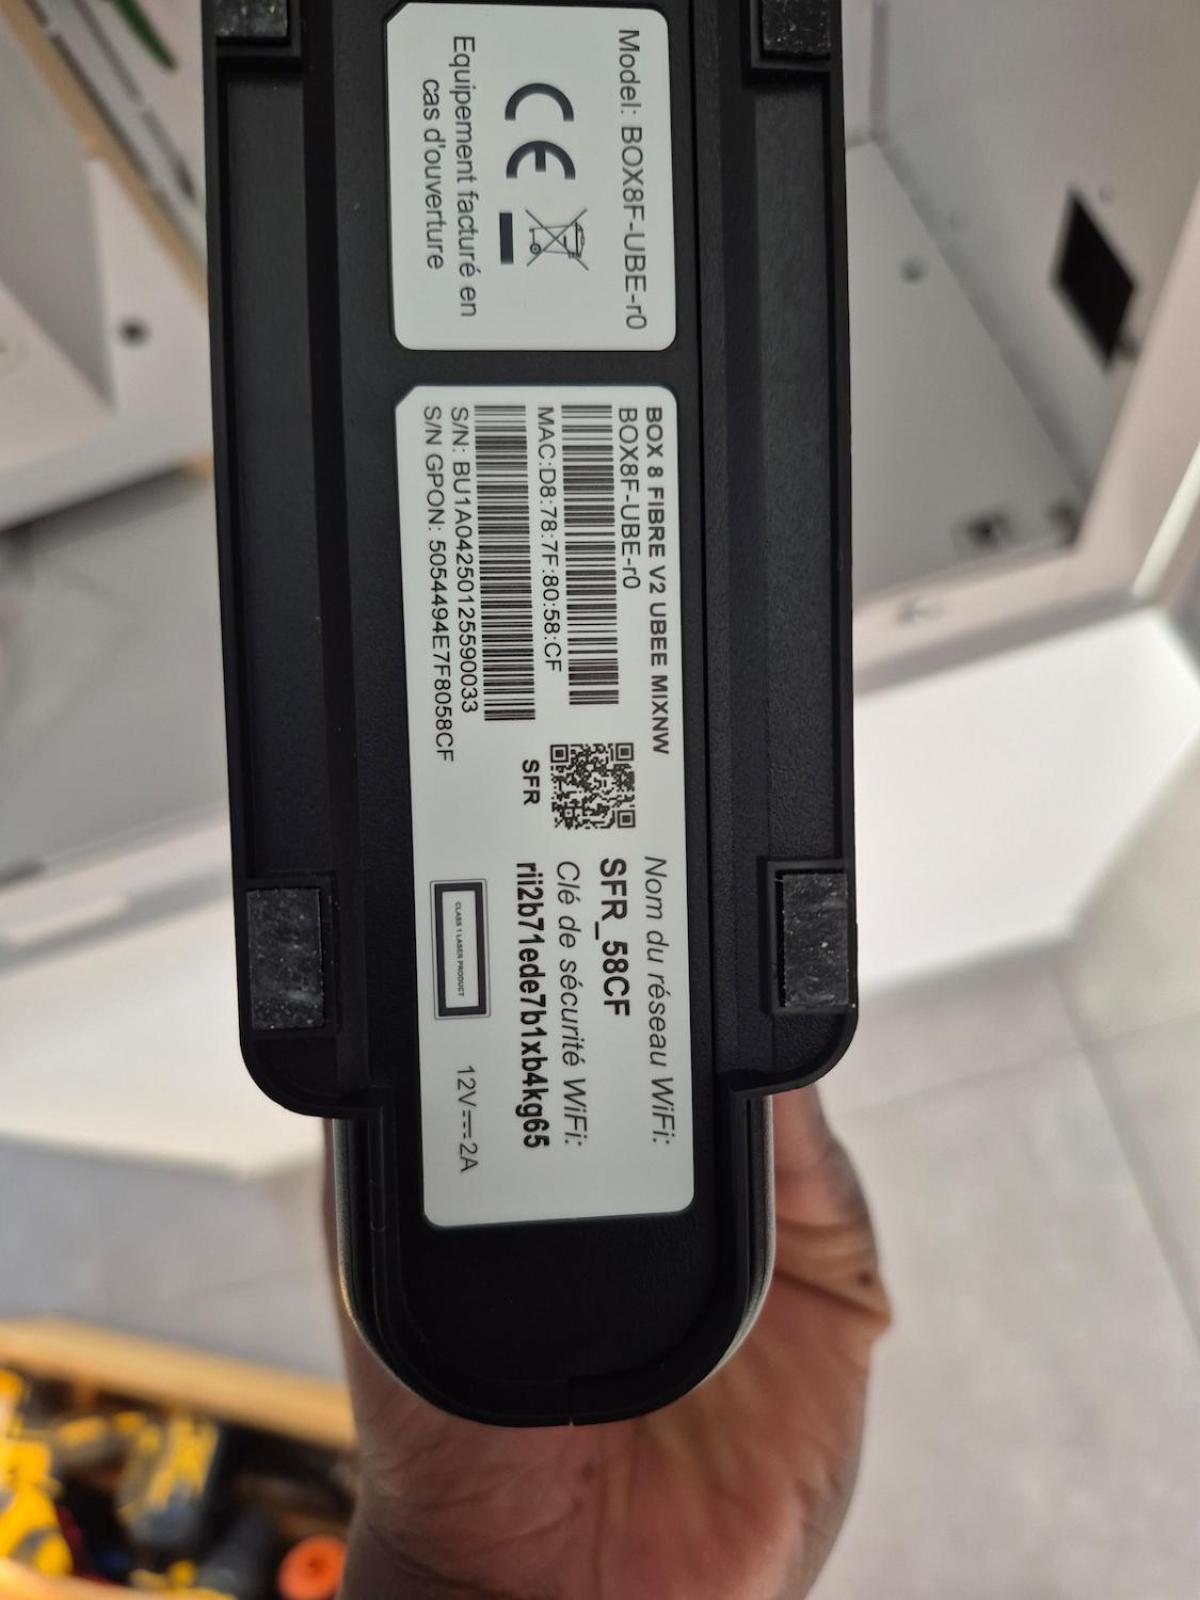 Model: BOX8F-UBE-r0
CE
Equipement facturé en
cas d'ouverture
BOX 8 FIBRE V2 UBEE MIXNW
BOX8F-UBE-r0
MAC:D8:78:7F:80:58:CF
S/N: BU1A04250125590033
S/N GPON: 5054494E7F8058CF
SFR
Nom du réseau WiFi:
SFR_58CF
Clé de sécurité WiFi:
rii2b71ede7b1xb4kg65
CLASS 1 LASER PRODUCT
12V⎓2A